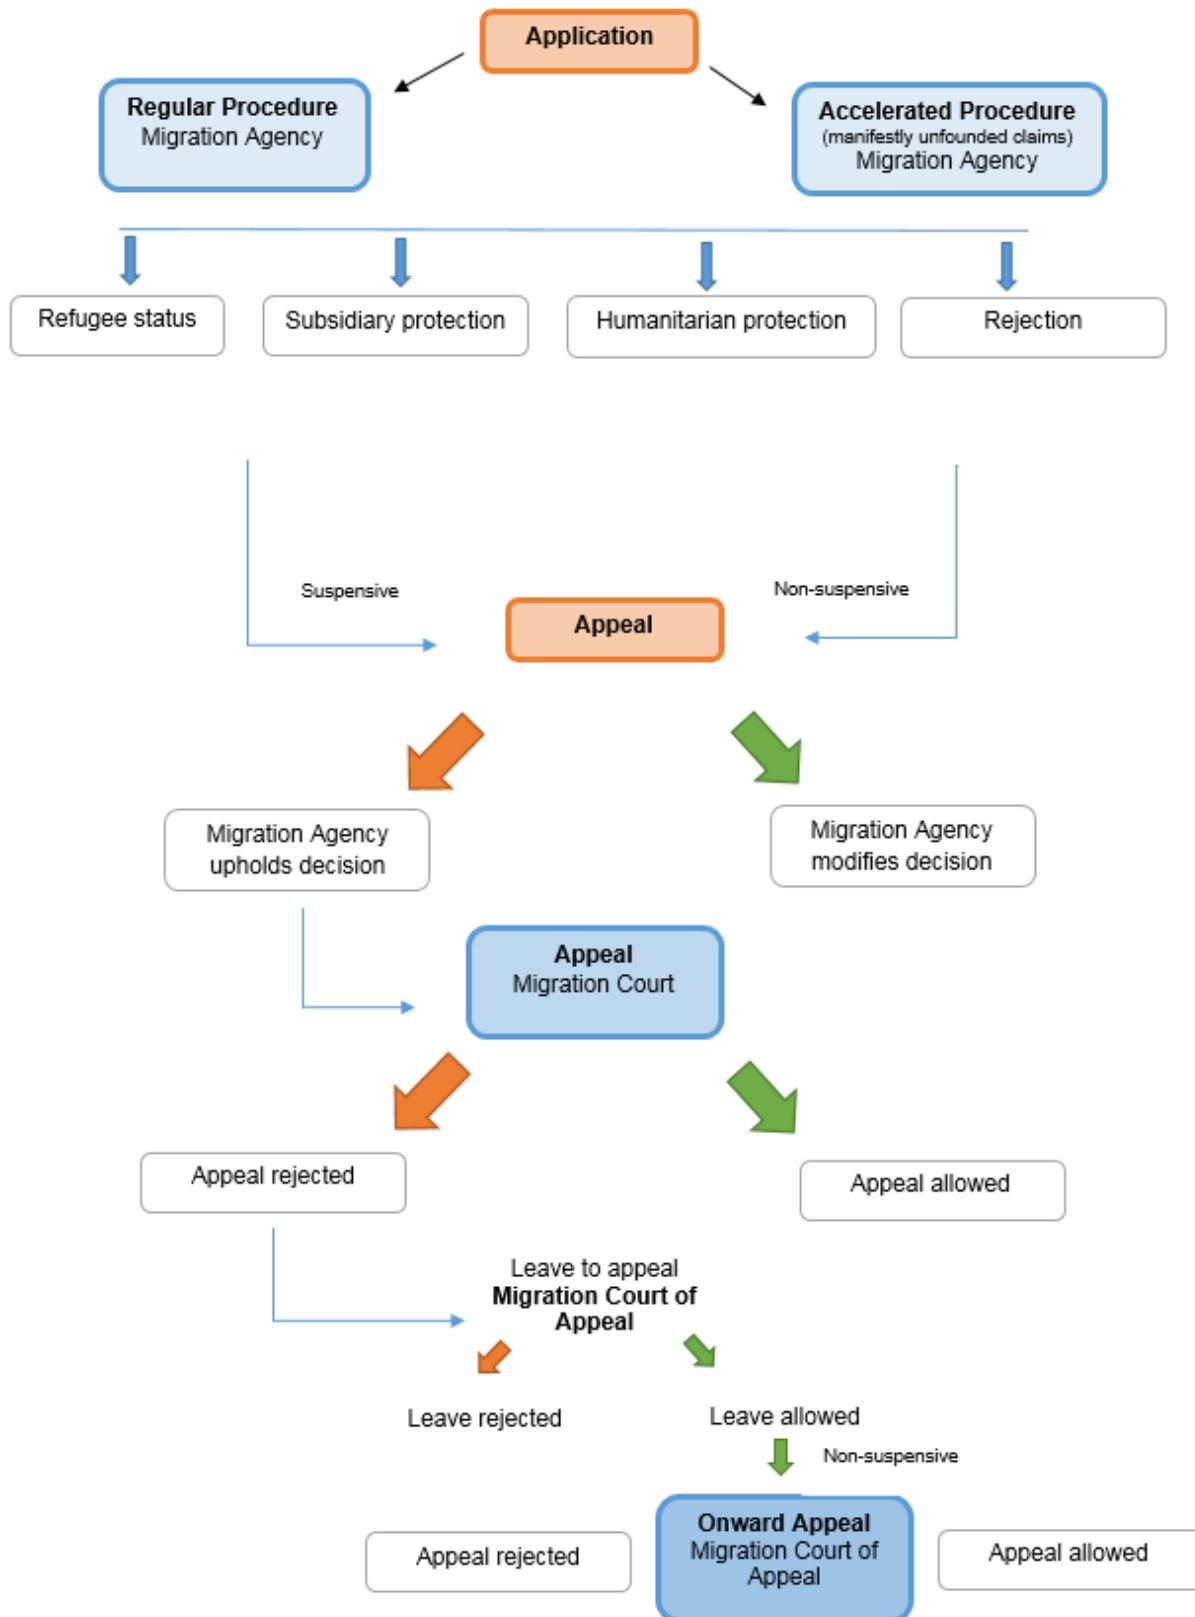 Application
Regular Procedure
Migration Agency
Accelerated Procedure
(manifestly unfounded claims)
Migration Agency
Refugee status
Subsidiary protection
Humanitarian protection
Rejection
Suspensive
Non-suspensive
Appeal
Migration Agency
upholds decision
Migration Agency
modifies decision
Appeal
Migration Court
Appeal rejected
Appeal allowed
Leave to appeal
Migration Court of
Appeal
Leave rejected
Leave allowed
Non-suspensive
Appeal rejected
Onward Appeal
Migration Court of
Appeal
Appeal allowed